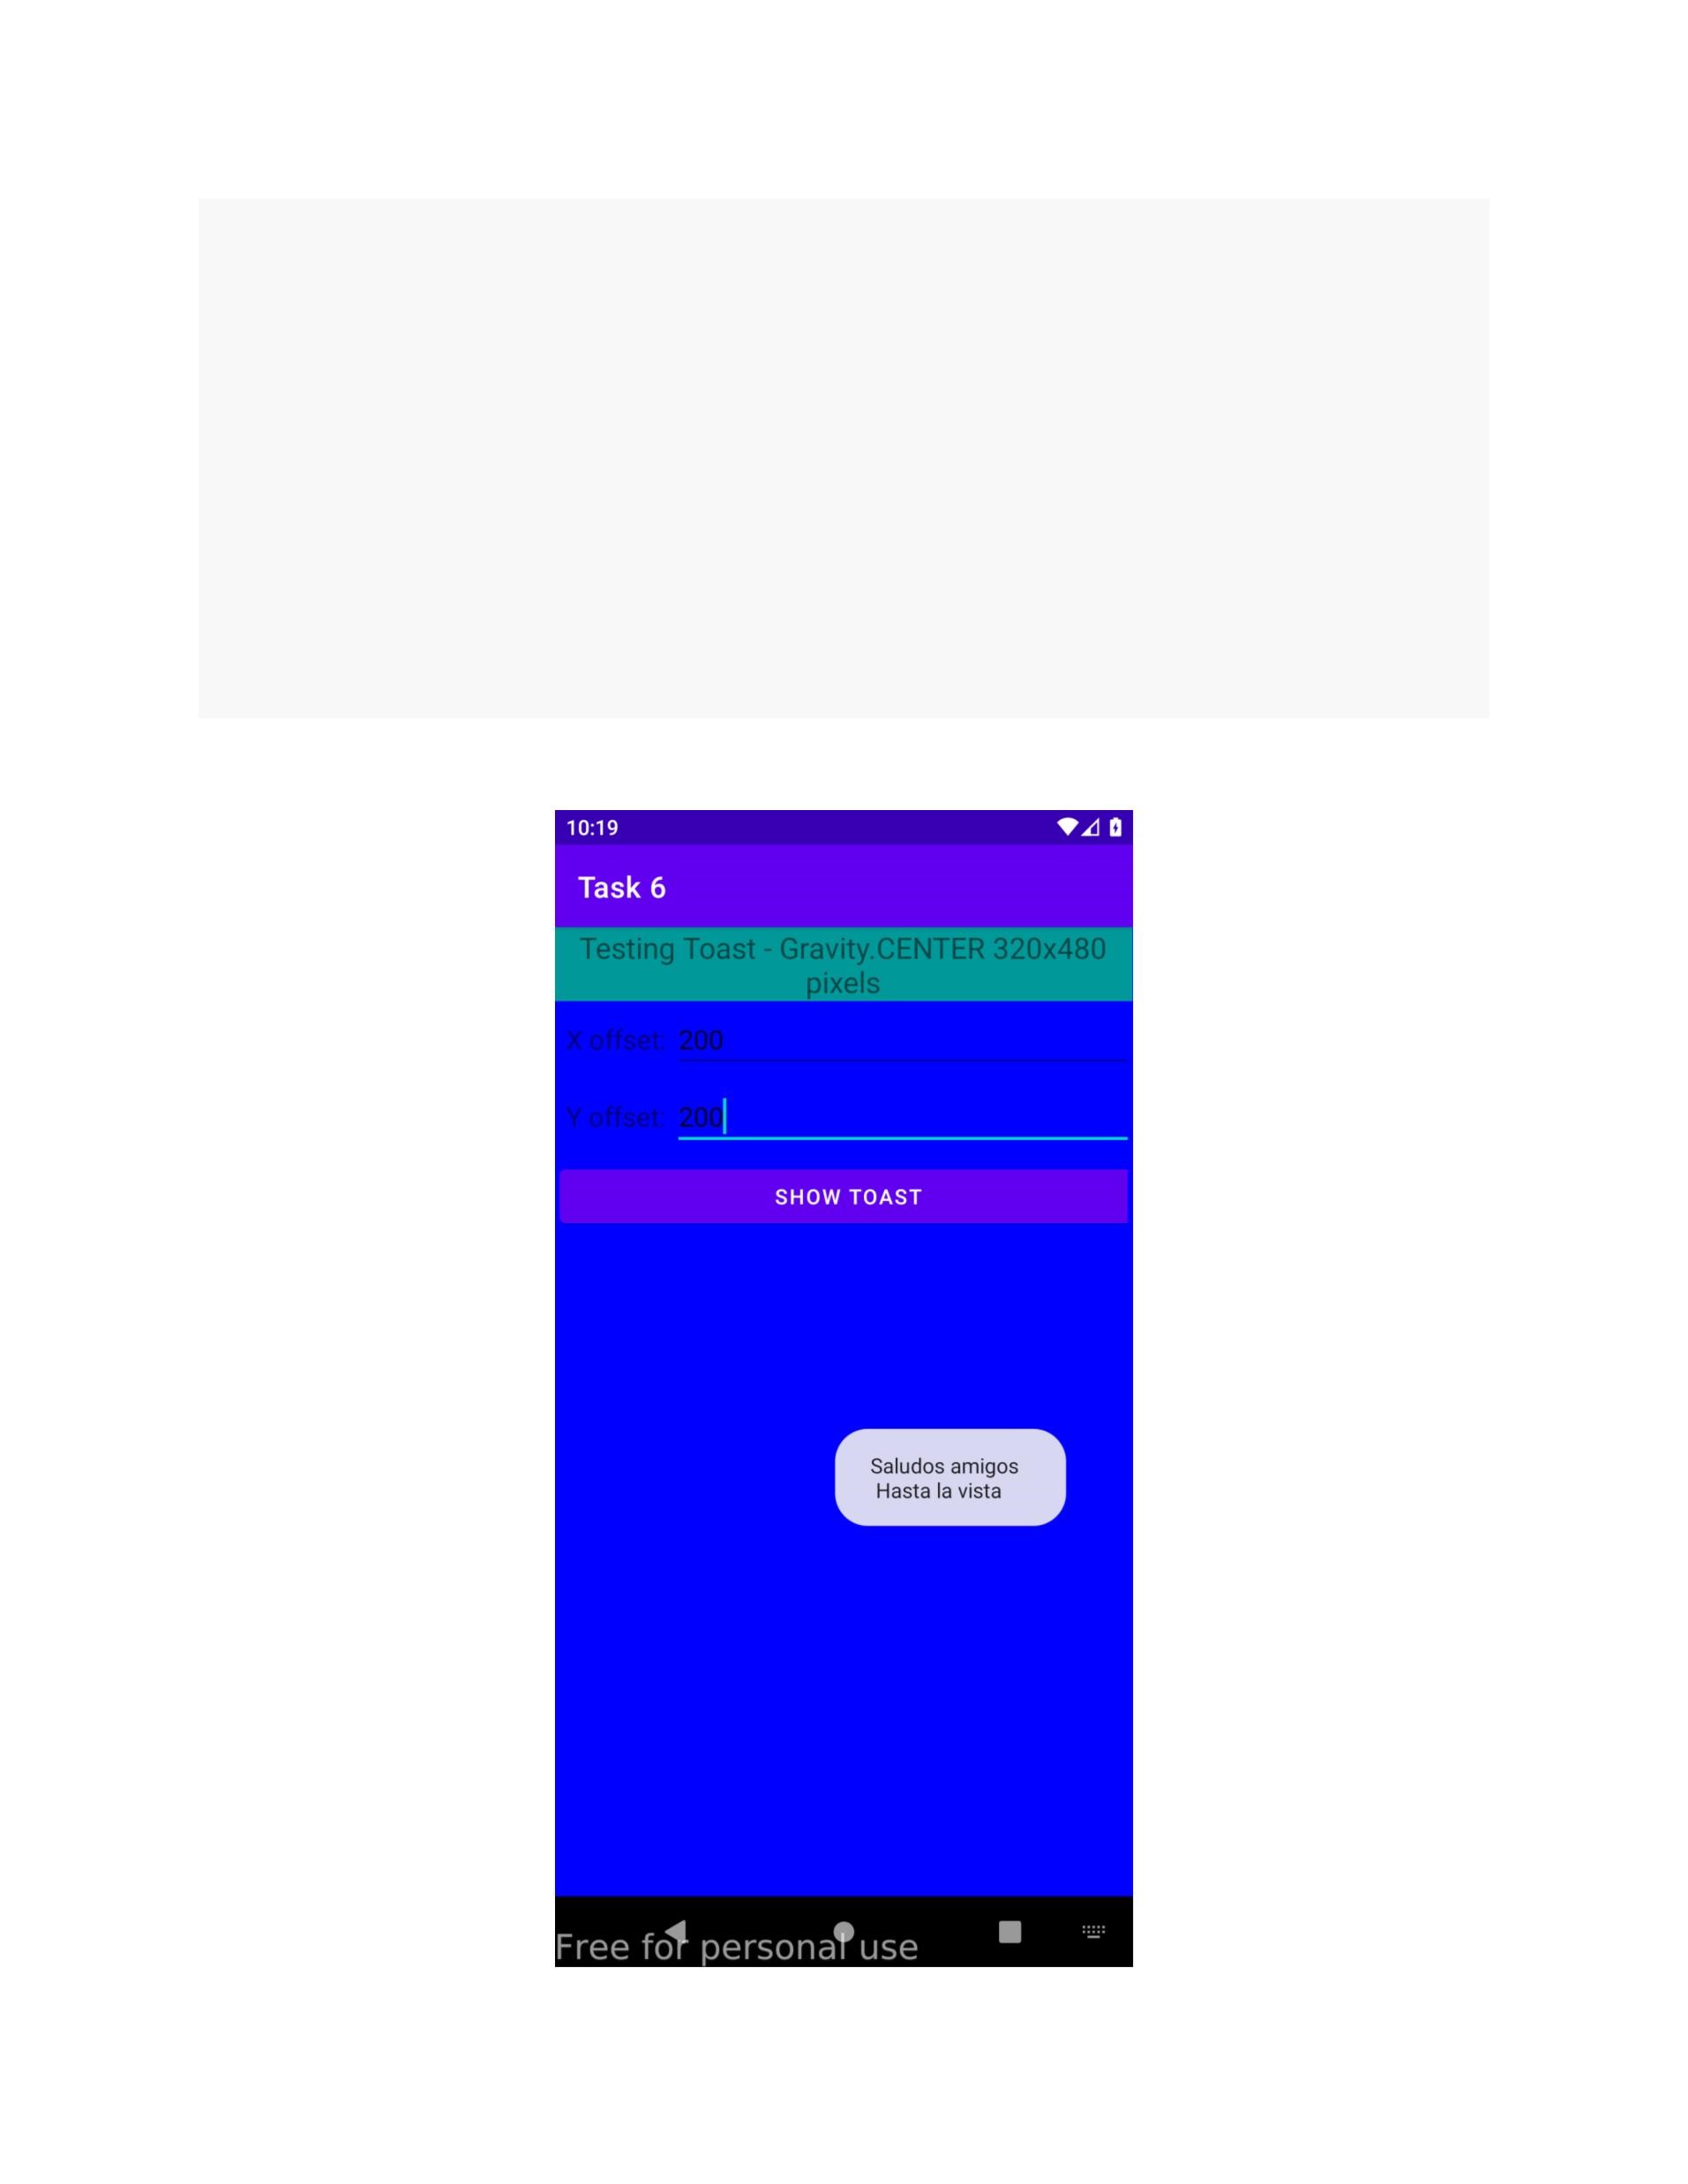 10:19
Task 6
Testing Toast - Gravity.CENTER 320x480
pixels
X offset: 200
Y offset: 200
SHOW TOAST
Saludos amigos
Hasta la vista
Free for personal use